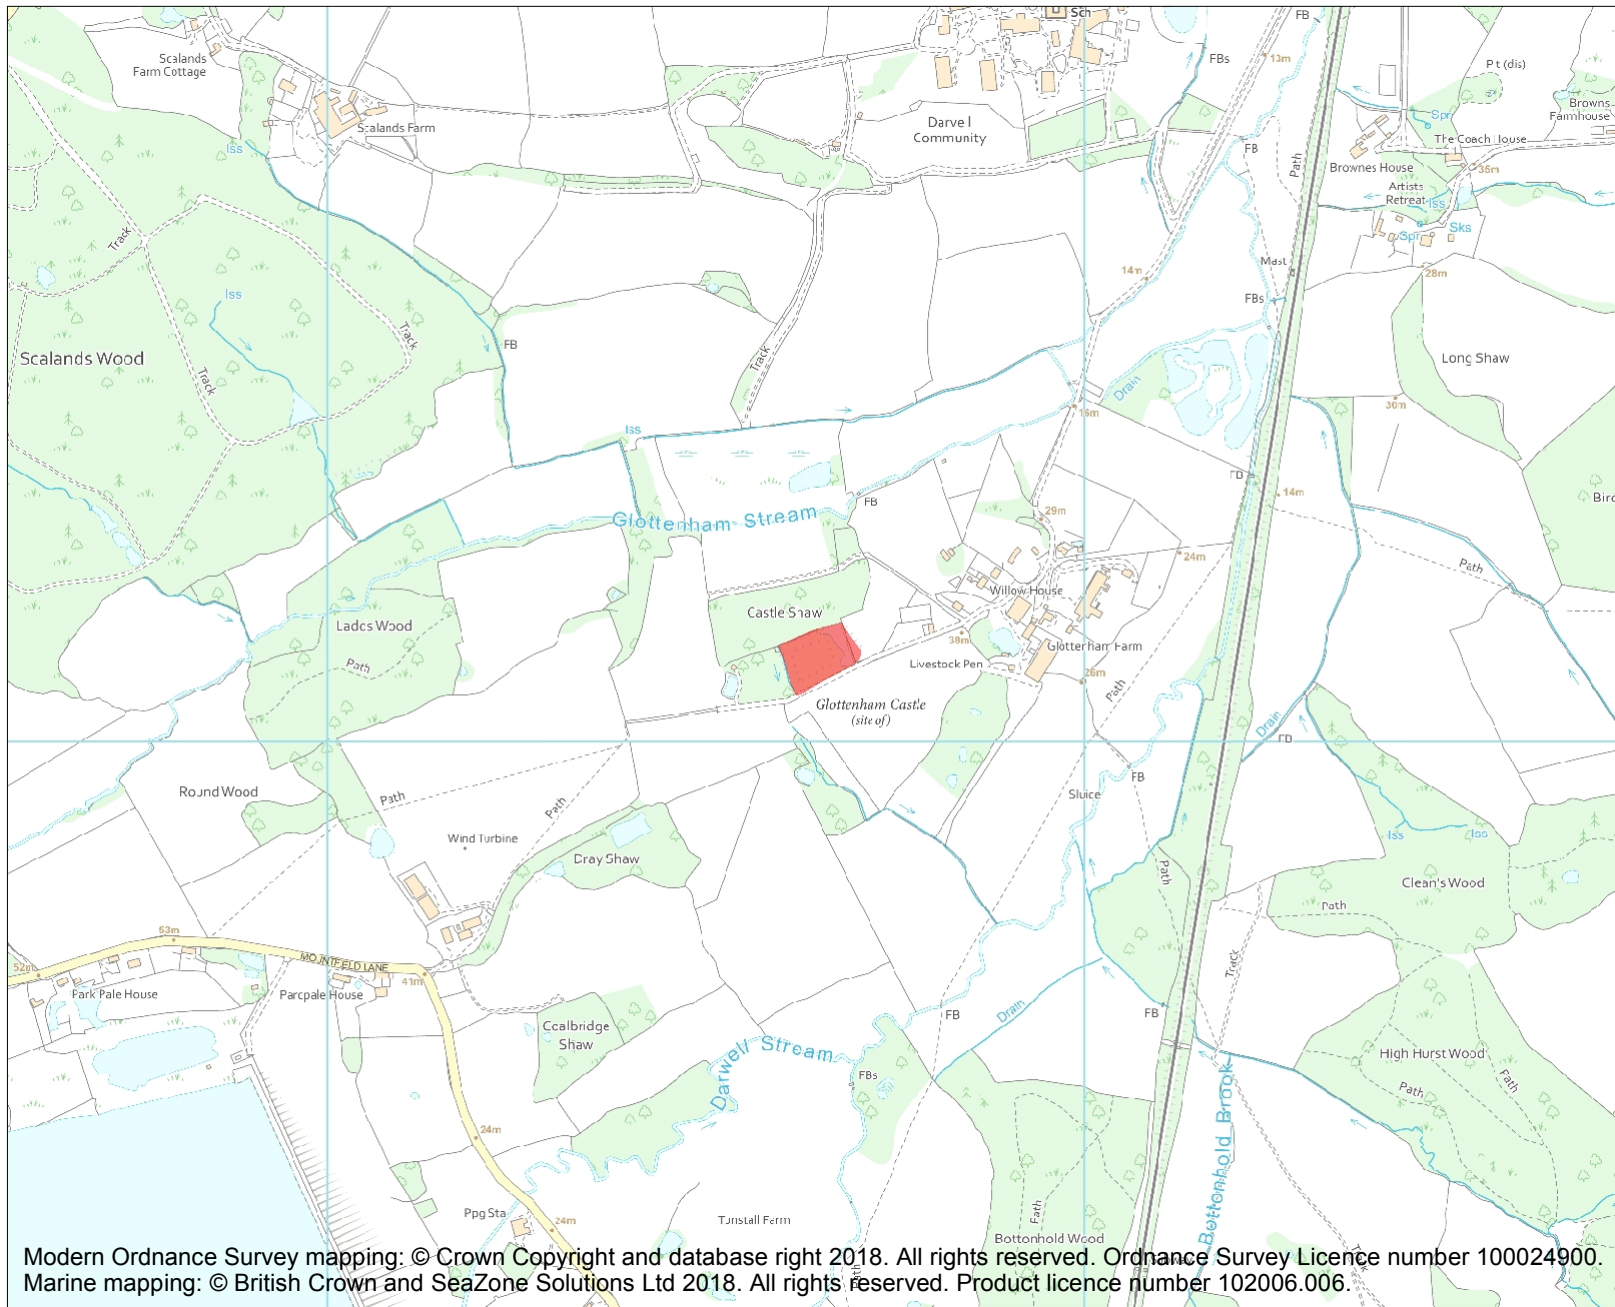 Sch
FB
Scalands
Farm Cottage
FBs
13m
Pit (dis)
Browns
Farmhouse
Scalands Farm
Darvell
Community
Spr
The Coach House
Iss
FB
Path
Brownes House
35m
Artists
Retreat
Iss
Track
Spr
Sks
Mast
14m
28m
Iss
FBs
Track
FB
Scalands Wood
Track
Long Shaw
Track
Drain
30m
16m
Iss
14m
FB
Glottenham Stream
29m
24m
Path
Willow House
Castle Shaw
Lades Wood
38m
Glottenham Farm
Path
Livestock Pen
26m
Path
Glottenham Castle
(site of)
Drain
FB
Round Wood
Path
Path
Sluice
Wind Turbine
Iss
Iss
Dray Shaw
Path
Clean's Wood
Path
53m
MOUNTFIELD LANE
52m
41m
Track
Park Pale House
Parcpale House
Drain
FB
FB
Coalbridge
Shaw
Darwell Stream
High Hurst Wood
FBs
Path
Path
Bottonhold Brook
24m
Path
Ppg Sta
24m
Tunstall Farm
Bottonhold Wood
Track
Path
Modern Ordnance Survey mapping: © Crown Copyright and database right 2018. All rights reserved. Ordnance Survey Licence number 100024900.
Marine mapping: © British Crown and SeaZone Solutions Ltd 2018. All rights reserved. Product licence number 102006.006.